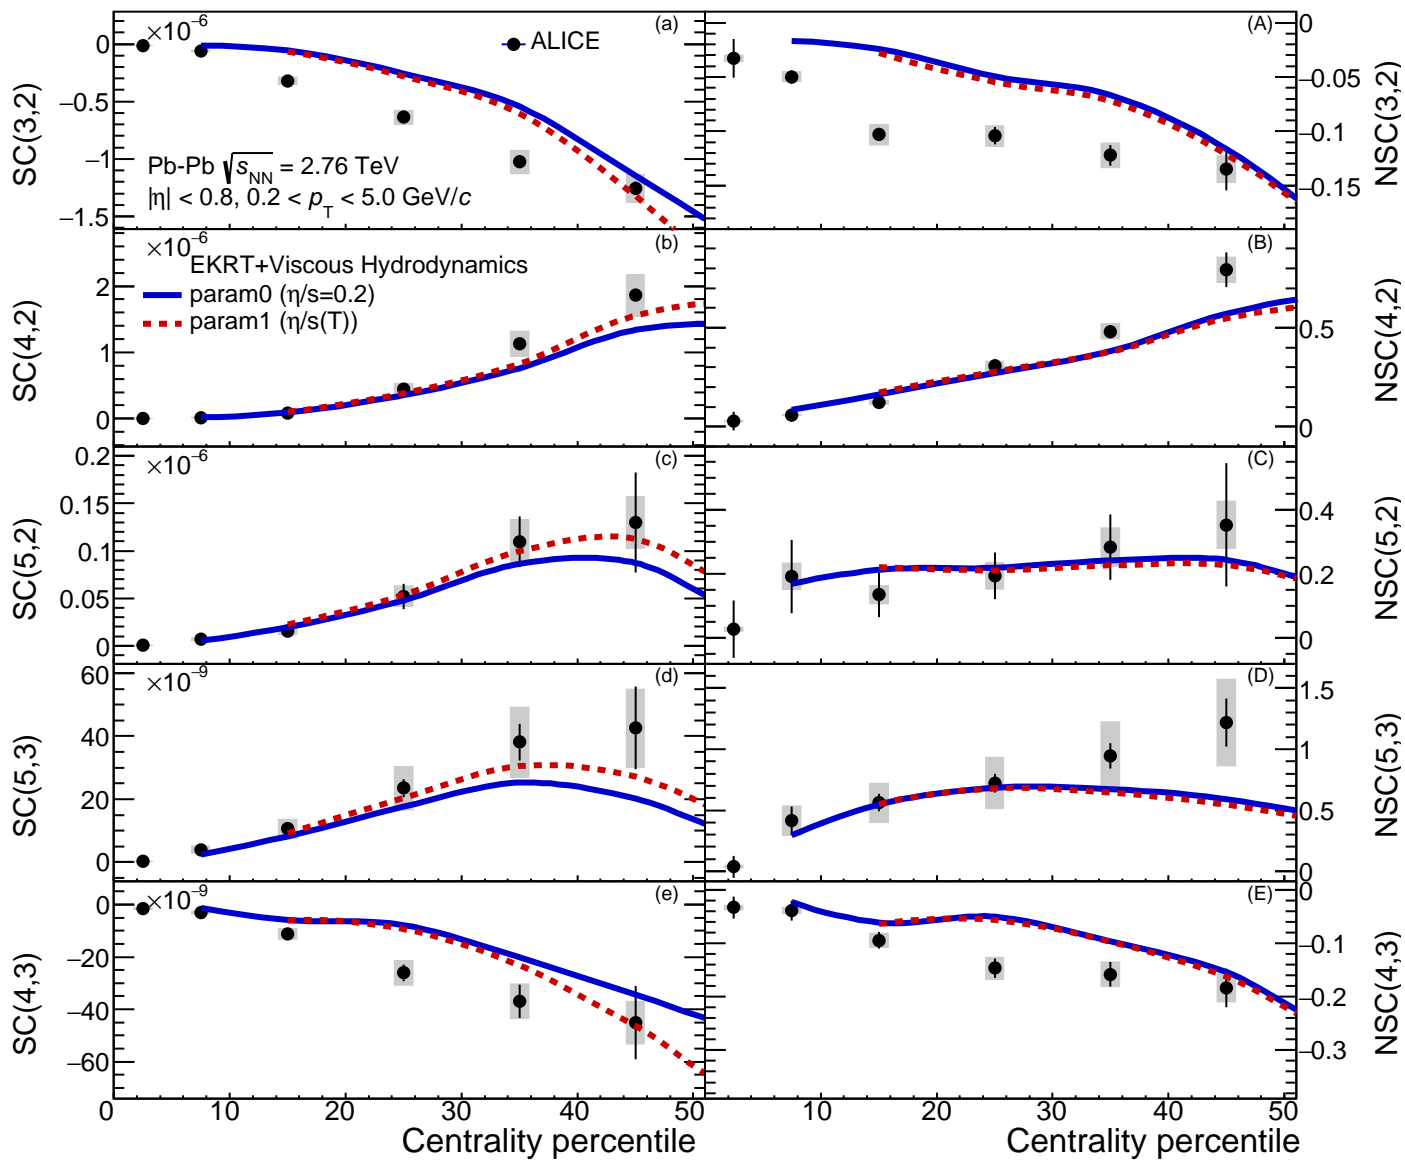 ×10⁻⁶ (a) (A)
ALICE
0
−0.5
−1
−1.5
SC(3,2)
Pb-Pb √s_NN = 2.76 TeV
|η| < 0.8, 0.2 < p_T < 5.0 GeV/c
0
−0.05
−0.1
−0.15
NSC(3,2)
×10⁻⁶ (b) (B)
EKRT+Viscous Hydrodynamics
param0 (η/s=0.2)
param1 (η/s(T))
2
1
0
SC(4,2)
0.5
0
NSC(4,2)
×10⁻⁶ (c) (C)
0.2
0.15
0.1
0.05
0
SC(5,2)
0.4
0.2
0
NSC(5,2)
×10⁻⁹ (d) (D)
60
40
20
0
SC(5,3)
1.5
1
0.5
0
NSC(5,3)
×10⁻⁹ (e) (E)
0
−20
−40
−60
SC(4,3)
0
−0.1
−0.2
−0.3
NSC(4,3)
0 10 20 30 40 50 10 20 30 40 50
Centrality percentile Centrality percentile